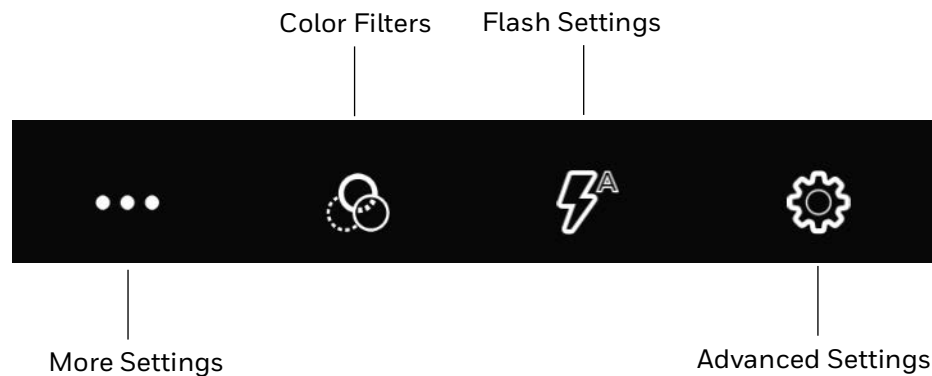 Color Filters
Flash Settings
A
More Settings
Advanced Settings